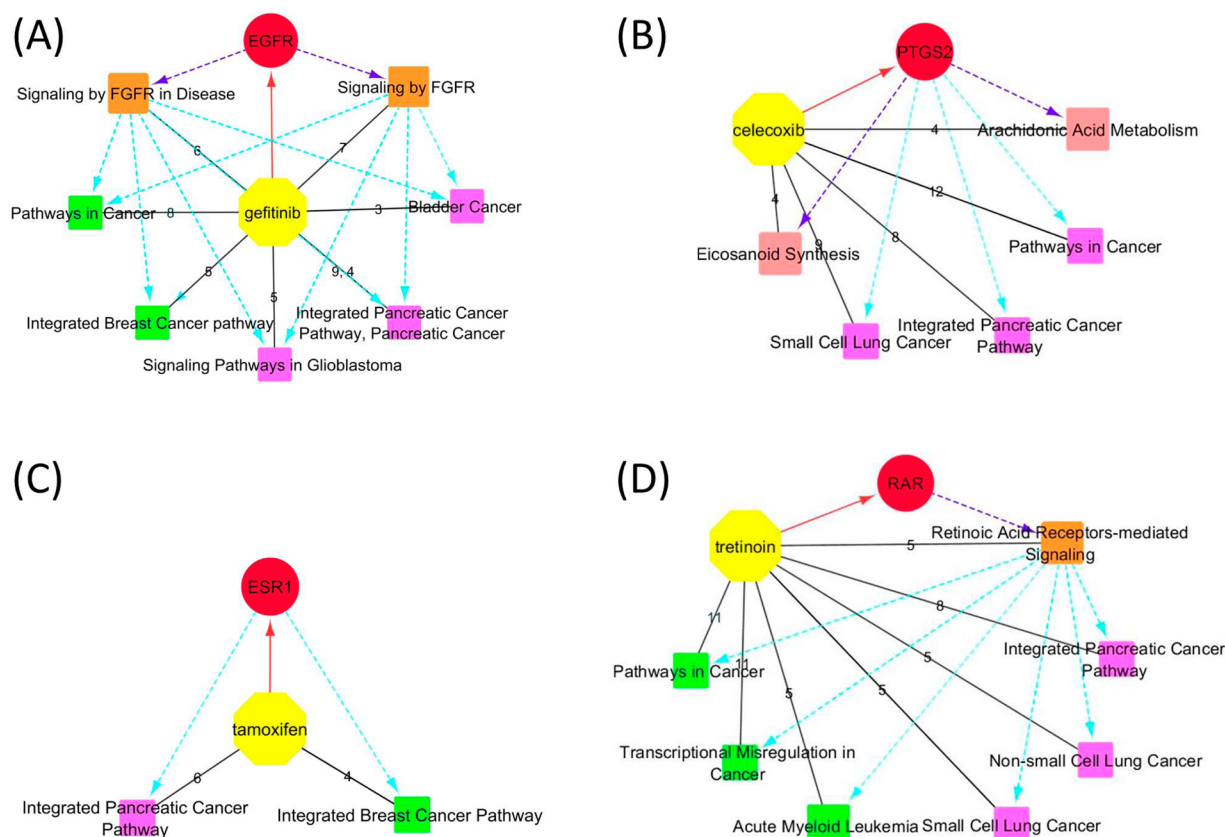 (A)
EGFR
Signaling by FGFR in Disease
Signaling by FGFR
6
7
Pathways in Cancer
8
gefitinib
3
Bladder Cancer
5
9, 4
5
Integrated Breast Cancer pathway
Integrated Pancreatic Cancer
Pathway, Pancreatic Cancer
Signaling Pathways in Glioblastoma
(B)
PTGS2
celecoxib
4
Arachidonic Acid Metabolism
4
12
9
8
Eicosanoid Synthesis
Pathways in Cancer
Small Cell Lung Cancer
Integrated Pancreatic Cancer
Pathway
(C)
ESR1
tamoxifen
6
4
Integrated Pancreatic Cancer
Pathway
Integrated Breast Cancer Pathway
(D)
RAR
tretinoin
5
Retinoic Acid Receptors-mediated
Signaling
11
8
11
5
5
5
Pathways in Cancer
Integrated Pancreatic Cancer
Pathway
Transcriptional Misregulation in
Cancer
Non-small Cell Lung Cancer
Acute Myeloid Leukemia
Small Cell Lung Cancer